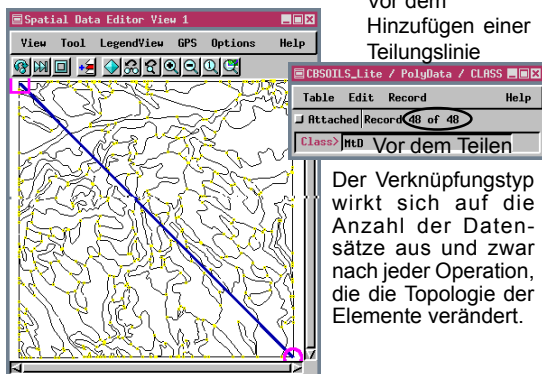 Spatial Data Editor View 1
View Tool LegendView GPS Options Help
Vor dem
Hinzufügen einer
Teilungslinie
CBSOILS_Lite / PolyData / CLASS
Table Edit Record Help
Attached Record 48 of 48
Class> MtD Vor dem Teilen
Der Verknüpfungstyp
wirkt sich auf die
Anzahl der Daten-
sätze aus und zwar
nach jeder Operation,
die die Topologie der
Elemente verändert.